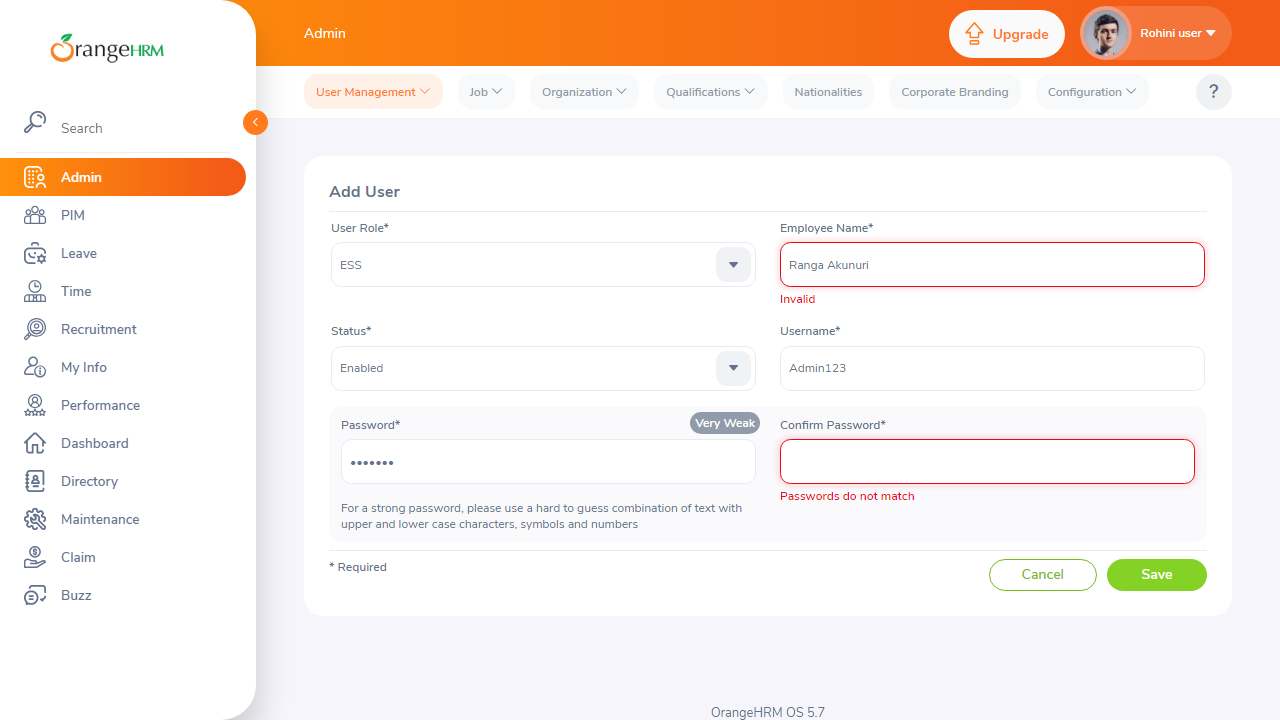 OrangeHRM
Search
Admin
PIM
Leave
Time
Recruitment
My Info
Performance
Dashboard
Directory
Maintenance
Claim
Buzz
Admin
Upgrade
Rohini user
User Management
Job
Organization
Qualifications
Nationalities
Corporate Branding
Configuration
?
Add User
User Role*
ESS
Employee Name*
Ranga Akunuri
Invalid
Status*
Enabled
Username*
Admin123
Password*
Very Weak
•••••••
For a strong password, please use a hard to guess combination of text with
upper and lower case characters, symbols and numbers
Confirm Password*
Passwords do not match
* Required
Cancel
Save
OrangeHRM OS 5.7